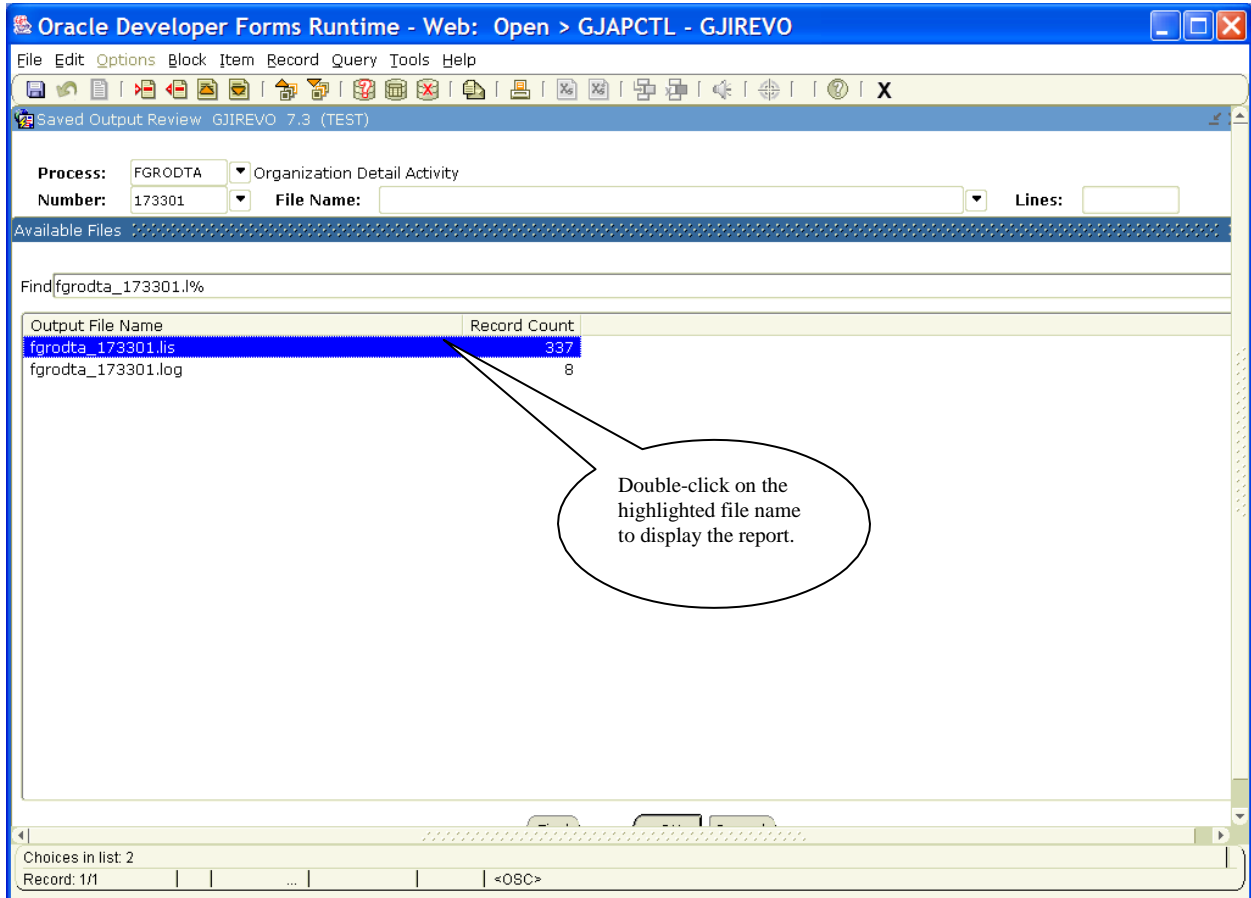 Oracle Developer Forms Runtime - Web: Open > GJAPCTL - GJIREVO
File Edit Options Block Item Record Query Tools Help
X
Saved Output Review GJIREVO 7.3 (TEST)
Process: FGRODTA Organization Detail Activity
Number: 173301 File Name: Lines:
Available Files
Find fgrodta_173301.l%
Output File Name Record Count
fgrodta_173301.lis 337
fgrodta_173301.log 8
Double-click on the
highlighted file name
to display the report.
Choices in list: 2
Record: 1/1 ... <OSC>